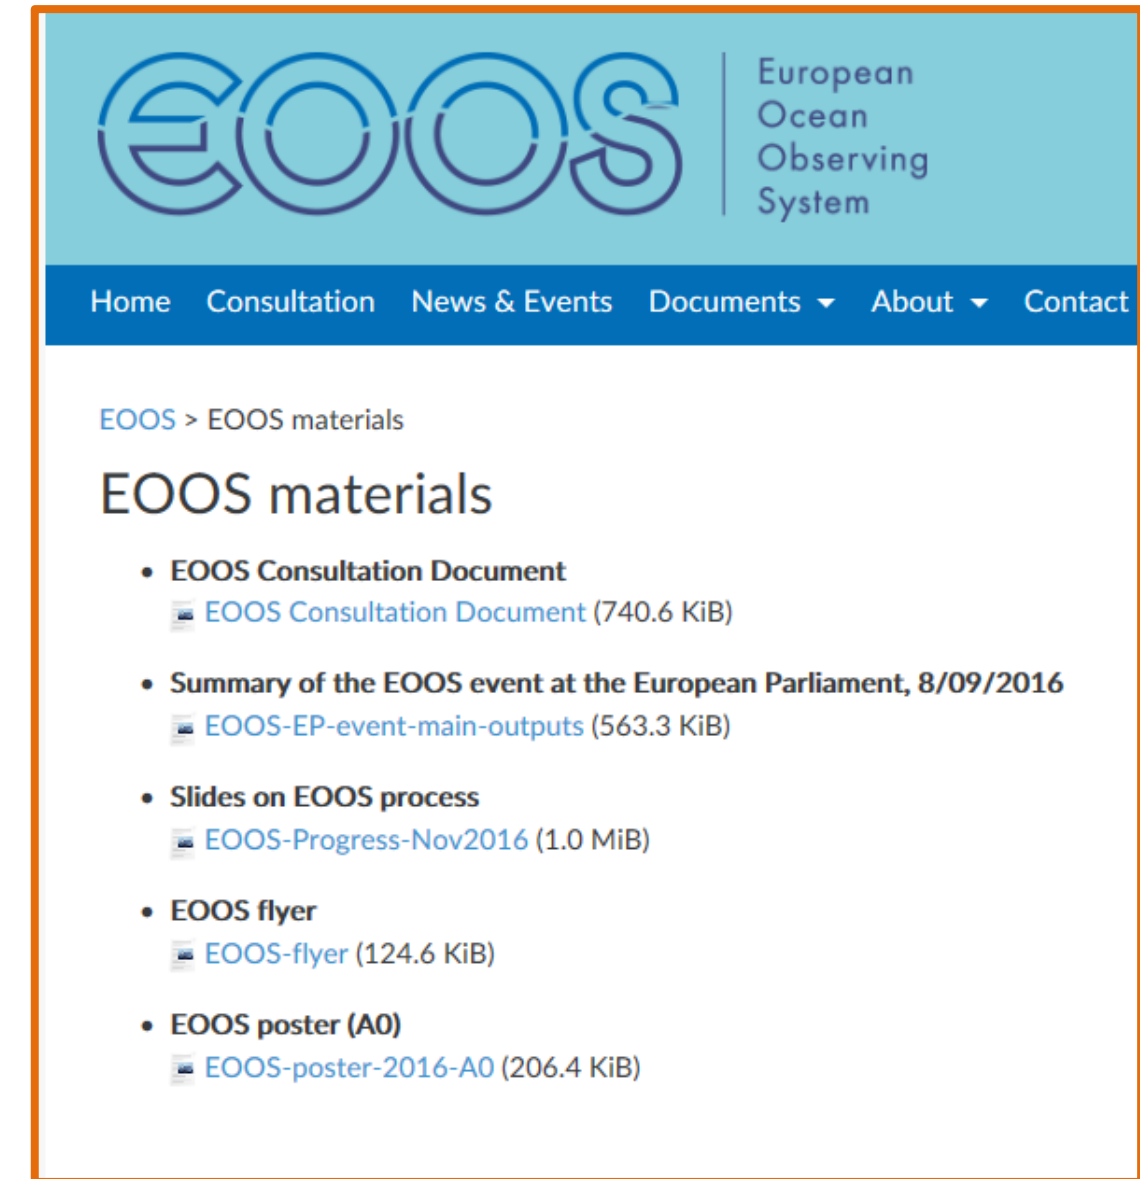 EOOS
European
Ocean
Observing
System
Home Consultation News & Events Documents About Contact
EOOS > EOOS materials
EOOS materials
• EOOS Consultation Document
EOOS Consultation Document (740.6 KiB)
• Summary of the EOOS event at the European Parliament, 8/09/2016
EOOS-EP-event-main-outputs (563.3 KiB)
• Slides on EOOS process
EOOS-Progress-Nov2016 (1.0 MiB)
• EOOS flyer
EOOS-flyer (124.6 KiB)
• EOOS poster (A0)
EOOS-poster-2016-A0 (206.4 KiB)